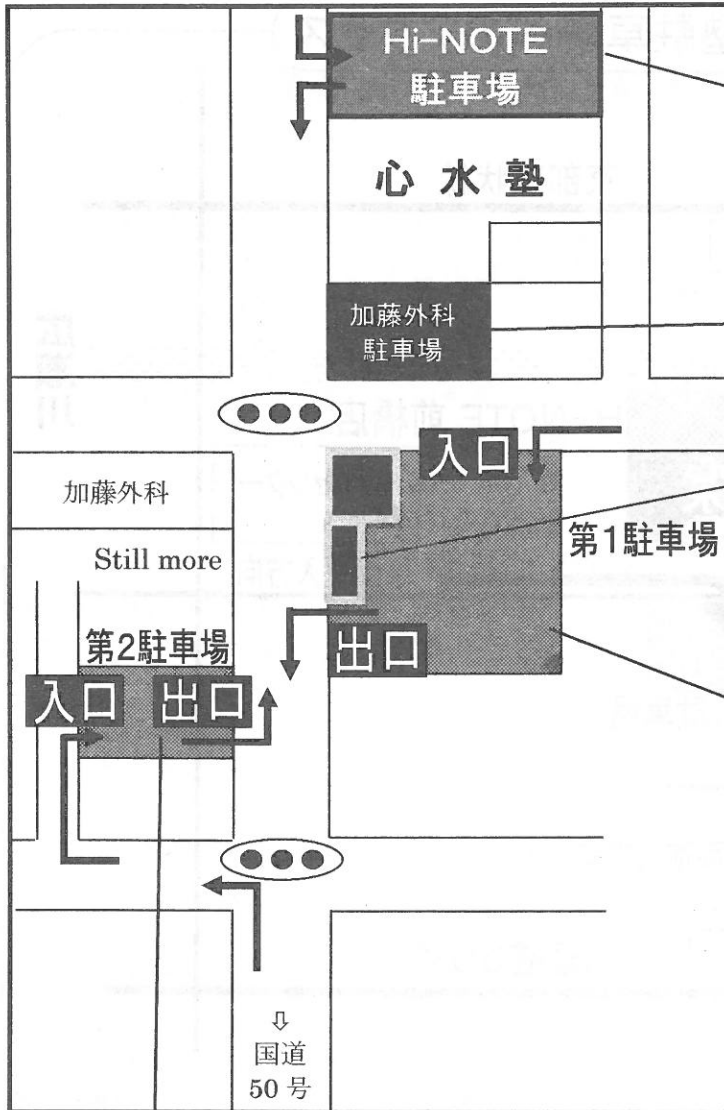 Hi-NOTE
駐車場
心水塾
加藤外科
駐車場
入口
加藤外科
第1駐車場
Still more
出口
第2駐車場
入口
出口
⇩
国道
50号